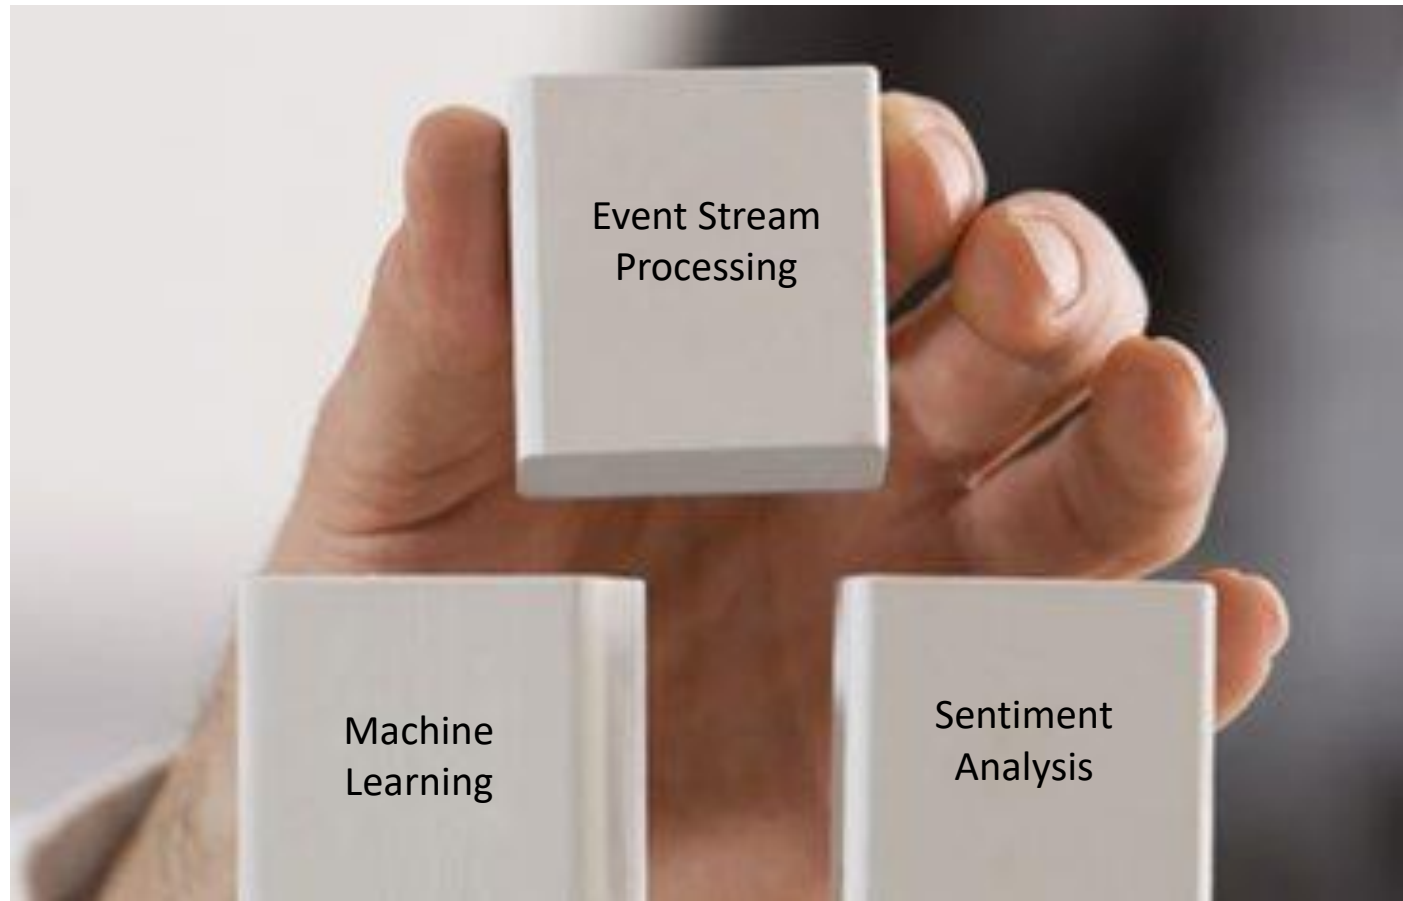 Event Stream
Processing
Machine
Learning
Sentiment
Analysis